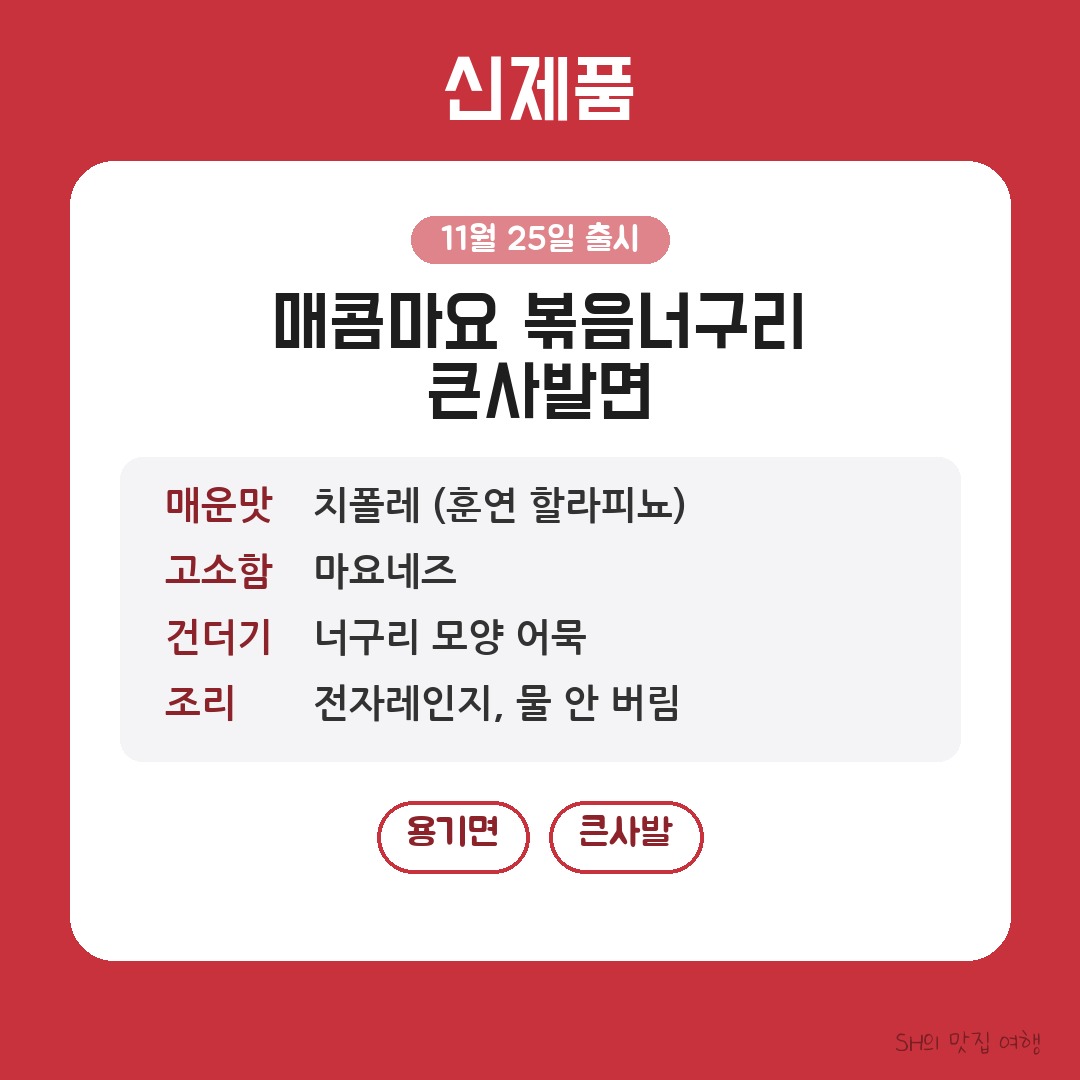 신제품
11월 25일 출시
매콤마요 볶음너구리
큰사발면
매운맛 치폴레 (훈연 할라피뇨)
고소함 마요네즈
건더기 너구리 모양 어묵
조리 전자레인지, 물 안 버림
용기면 큰사발
SH의 맛집 여행